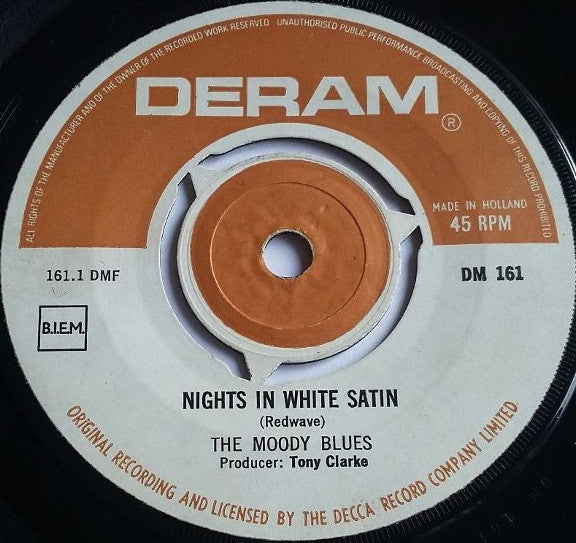 ALL RIGHTS OF THE MANUFACTURER AND OF THE OWNER OF THE RECORDED WORK RESERVED UNAUTHORISED PUBLIC PERFORMANCE BROADCASTING AND COPYING OF THIS RECORD PROHIBITED
DERAM®
MADE IN HOLLAND
45 RPM
161.1 DMF
DM 161
B.I.E.M.
NIGHTS IN WHITE SATIN
(Redwave)
THE MOODY BLUES
Producer: Tony Clarke
ORIGINAL RECORDING AND LICENSED BY THE DECCA RECORD COMPANY LIMITED.